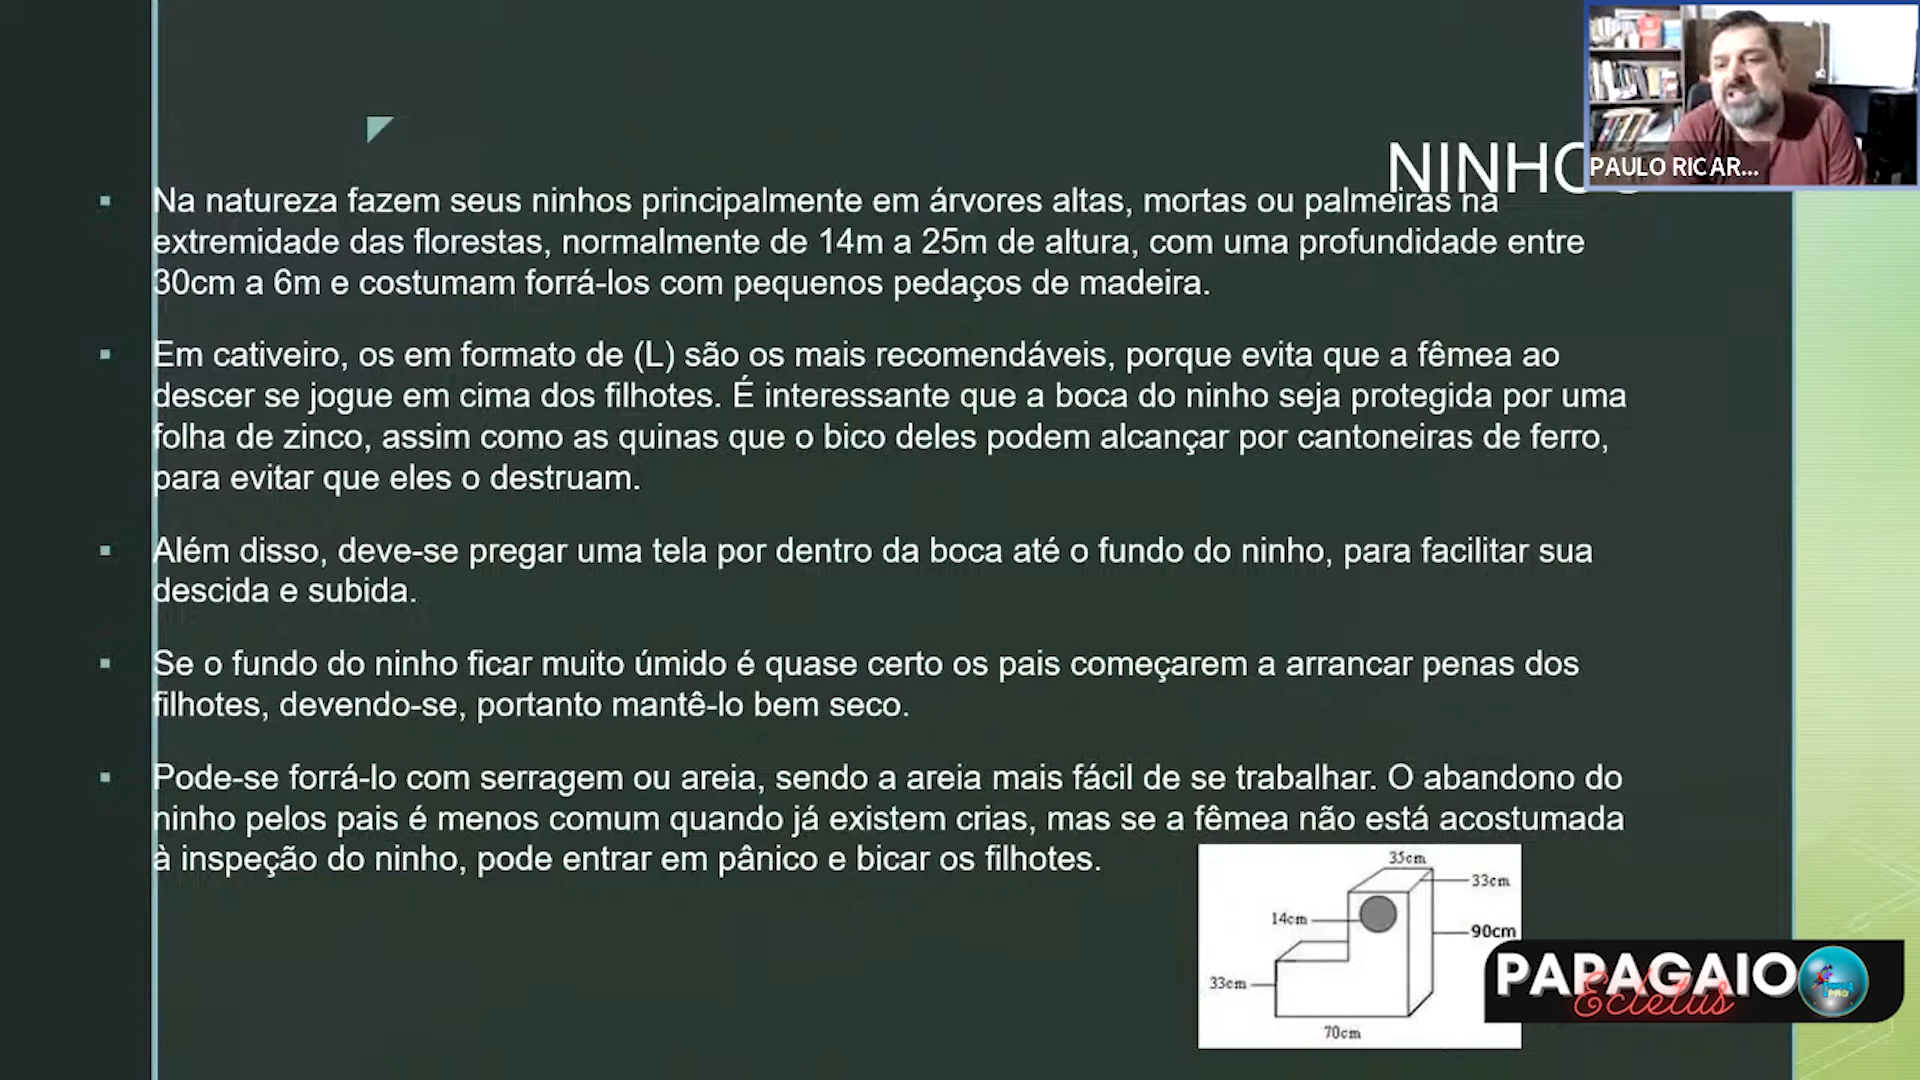 NINHO
PAULO RICAR...
Na natureza fazem seus ninhos principalmente em árvores altas, mortas ou palmeiras na
extremidade das florestas, normalmente de 14m a 25m de altura, com uma profundidade entre
30cm a 6m e costumam forrá-los com pequenos pedaços de madeira.
Em cativeiro, os em formato de (L) são os mais recomendáveis, porque evita que a fêmea ao
descer se jogue em cima dos filhotes. É interessante que a boca do ninho seja protegida por uma
folha de zinco, assim como as quinas que o bico deles podem alcançar por cantoneiras de ferro,
para evitar que eles o destruam.
Além disso, deve-se pregar uma tela por dentro da boca até o fundo do ninho, para facilitar sua
descida e subida.
Se o fundo do ninho ficar muito úmido é quase certo os pais começarem a arrancar penas dos
filhotes, devendo-se, portanto mantê-lo bem seco.
Pode-se forrá-lo com serragem ou areia, sendo a areia mais fácil de se trabalhar. O abandono do
ninho pelos pais é menos comum quando já existem crias, mas se a fêmea não está acostumada
à inspeção do ninho, pode entrar em pânico e bicar os filhotes.
35cm
33cm
14cm
90cm
33cm
70cm
PAPAGAIO
Ecletus
PRO